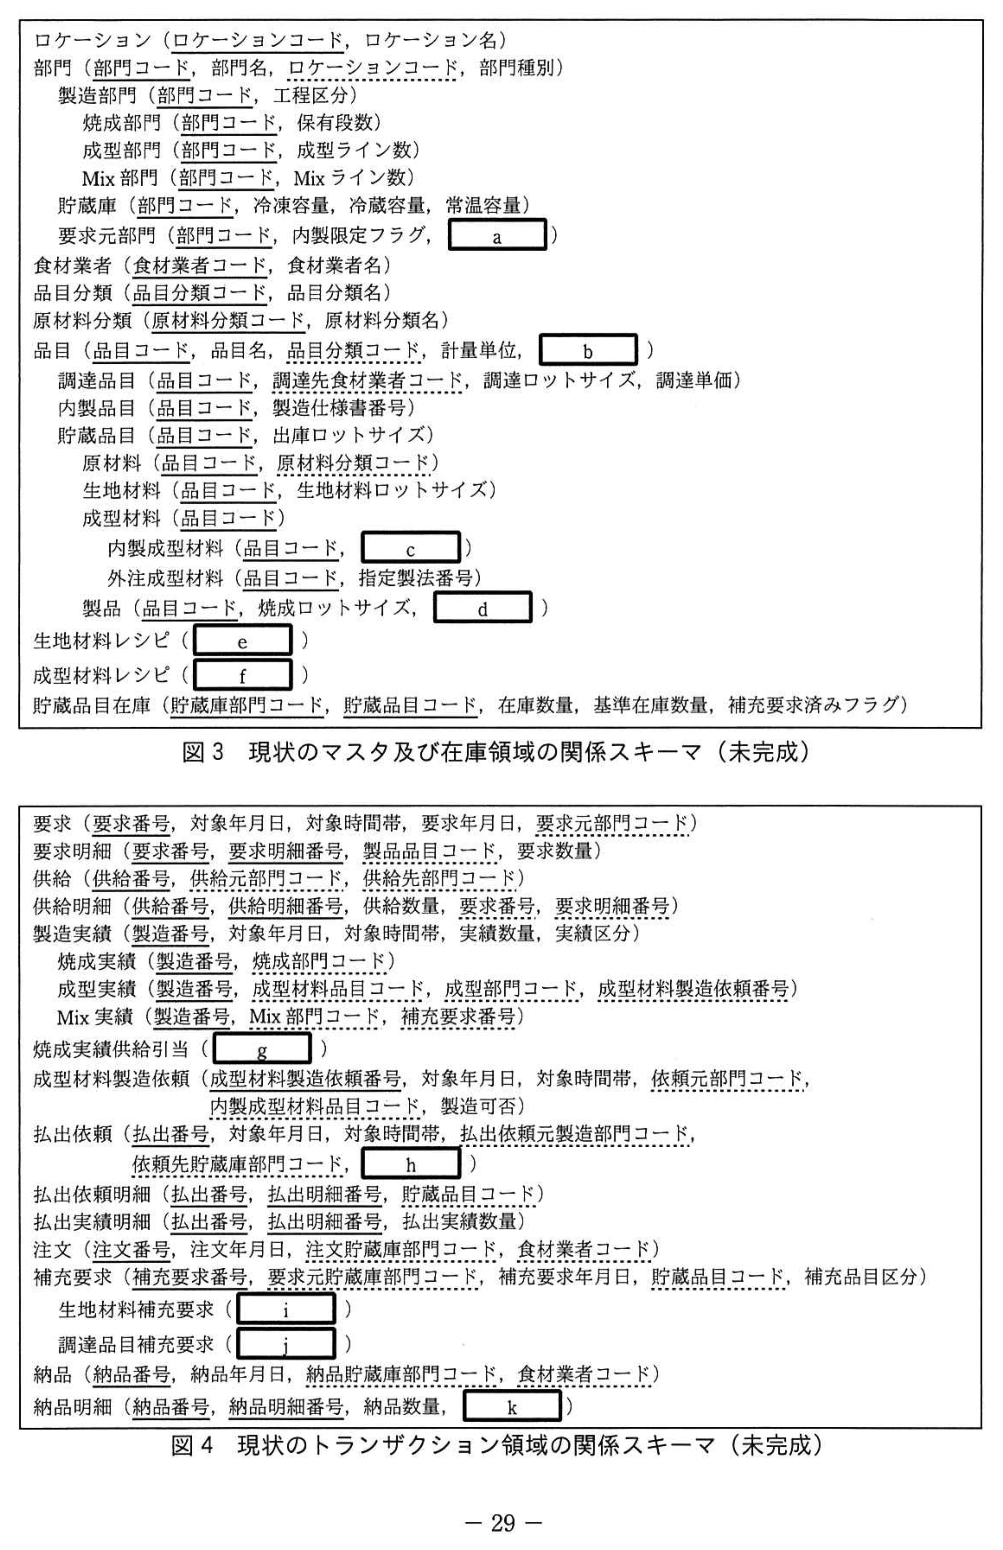 ロケーション（ロケーションコード，ロケーション名）
部門（部門コード，部門名，ロケーションコード，部門種別）
製造部門（部門コード，工程区分）
焼成部門（部門コード，保有段数）
成型部門（部門コード，成型ライン数）
Mix 部門（部門コード，Mix ライン数）
貯蔵庫（部門コード，冷凍容量，冷蔵容量，常温容量）
要求元部門（部門コード，内製限定フラグ， a ）
食材業者（食材業者コード，食材業者名）
品目分類（品目分類コード，品目分類名）
原材料分類（原材料分類コード，原材料分類名）
品目（品目コード，品目名，品目分類コード，計量単位， b ）
調達品目（品目コード，調達先食材業者コード，調達ロットサイズ，調達単価）
内製品目（品目コード，製造仕様書番号）
貯蔵品目（品目コード，出庫ロットサイズ）
原材料（品目コード，原材料分類コード）
生地材料（品目コード，生地材料ロットサイズ）
成型材料（品目コード）
内製成型材料（品目コード， c ）
外注成型材料（品目コード，指定製法番号）
製品（品目コード，焼成ロットサイズ， d ）
生地材料レシピ（ e ）
成型材料レシピ（ f ）
貯蔵品目在庫（貯蔵庫部門コード，貯蔵品目コード，在庫数量，基準在庫数量，補充要求済みフラグ）
図3　現状のマスタ及び在庫領域の関係スキーマ（未完成）
要求（要求番号，対象年月日，対象時間帯，要求年月日，要求元部門コード）
要求明細（要求番号，要求明細番号，製品品目コード，要求数量）
供給（供給番号，供給元部門コード，供給先部門コード）
供給明細（供給番号，供給明細番号，供給数量，要求番号，要求明細番号）
製造実績（製造番号，対象年月日，対象時間帯，実績数量，実績区分）
焼成実績（製造番号，焼成部門コード）
成型実績（製造番号，成型材料品目コード，成型部門コード，成型材料製造依頼番号）
Mix 実績（製造番号，Mix 部門コード，補充要求番号）
焼成実績供給引当（ g ）
成型材料製造依頼（成型材料製造依頼番号，対象年月日，対象時間帯，依頼元部門コード，
内製成型材料品目コード，製造可否）
払出依頼（払出番号，対象年月日，対象時間帯，払出依頼元製造部門コード，
依頼先貯蔵庫部門コード， h ）
払出依頼明細（払出番号，払出明細番号，貯蔵品目コード）
払出実績明細（払出番号，払出明細番号，払出実績数量）
注文（注文番号，注文年月日，注文貯蔵庫部門コード，食材業者コード）
補充要求（補充要求番号，要求元貯蔵庫部門コード，補充要求年月日，貯蔵品目コード，補充品目区分）
生地材料補充要求（ i ）
調達品目補充要求（ j ）
納品（納品番号，納品年月日，納品貯蔵庫部門コード，食材業者コード）
納品明細（納品番号，納品明細番号，納品数量， k ）
図4　現状のトランザクション領域の関係スキーマ（未完成）
― 29 ―